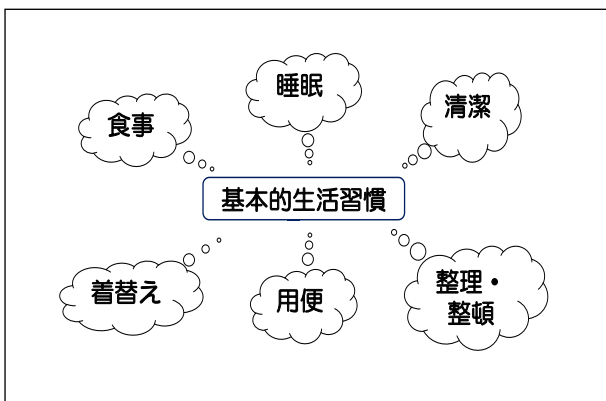 睡眠
清潔
食事
基本的生活習慣
着替え
用便
整理・
整頓